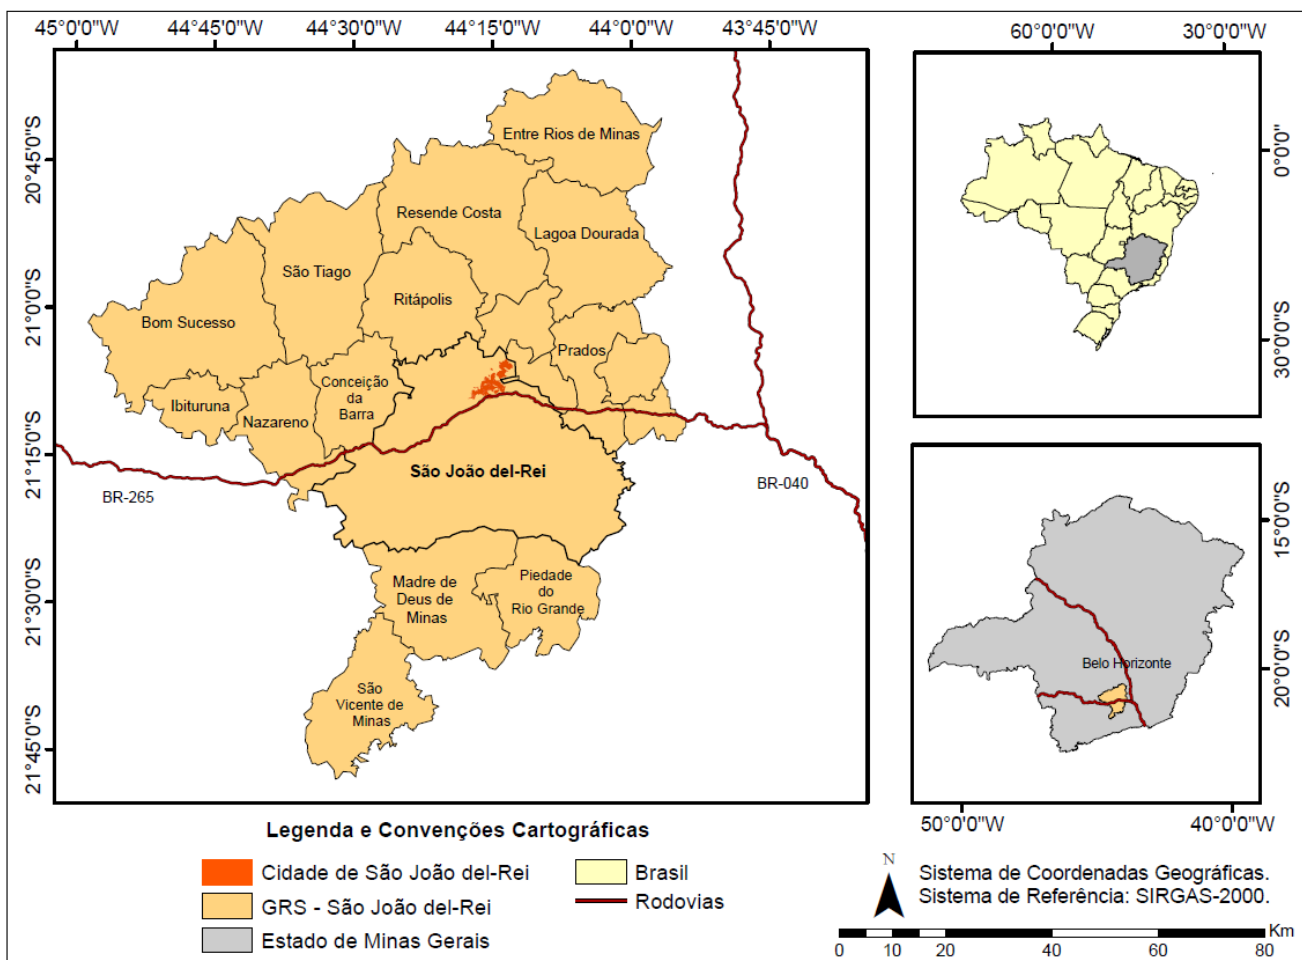 45°0'0"W
44°45'0"W
44°30'0"W
44°15'0"W
44°0'0"W
43°45'0"W
20°45'0"S
21°0'0"S
21°15'0"S
21°30'0"S
21°45'0"S
Entre Rios de Minas
Resende Costa
Lagoa Dourada
São Tiago
Ritápolis
Bom Sucesso
Prados
Conceição
da
Barra
Ibituruna
Nazareno
São João del-Rei
BR-265
BR-040
Madre de
Deus de
Minas
Piedade
do
Rio Grande
São
Vicente de
Minas
60°0'0"W
30°0'0"W
0°0'0"
30°0'0"S
Belo Horizonte
15°0'0"S
20°0'0"S
50°0'0"W
40°0'0"W
Legenda e Convenções Cartográficas
Cidade de São João del-Rei
GRS - São João del-Rei
Estado de Minas Gerais
Brasil
Rodovias
N
Sistema de Coordenadas Geográficas.
Sistema de Referência: SIRGAS-2000.
Km
0 10 20 40 60 80